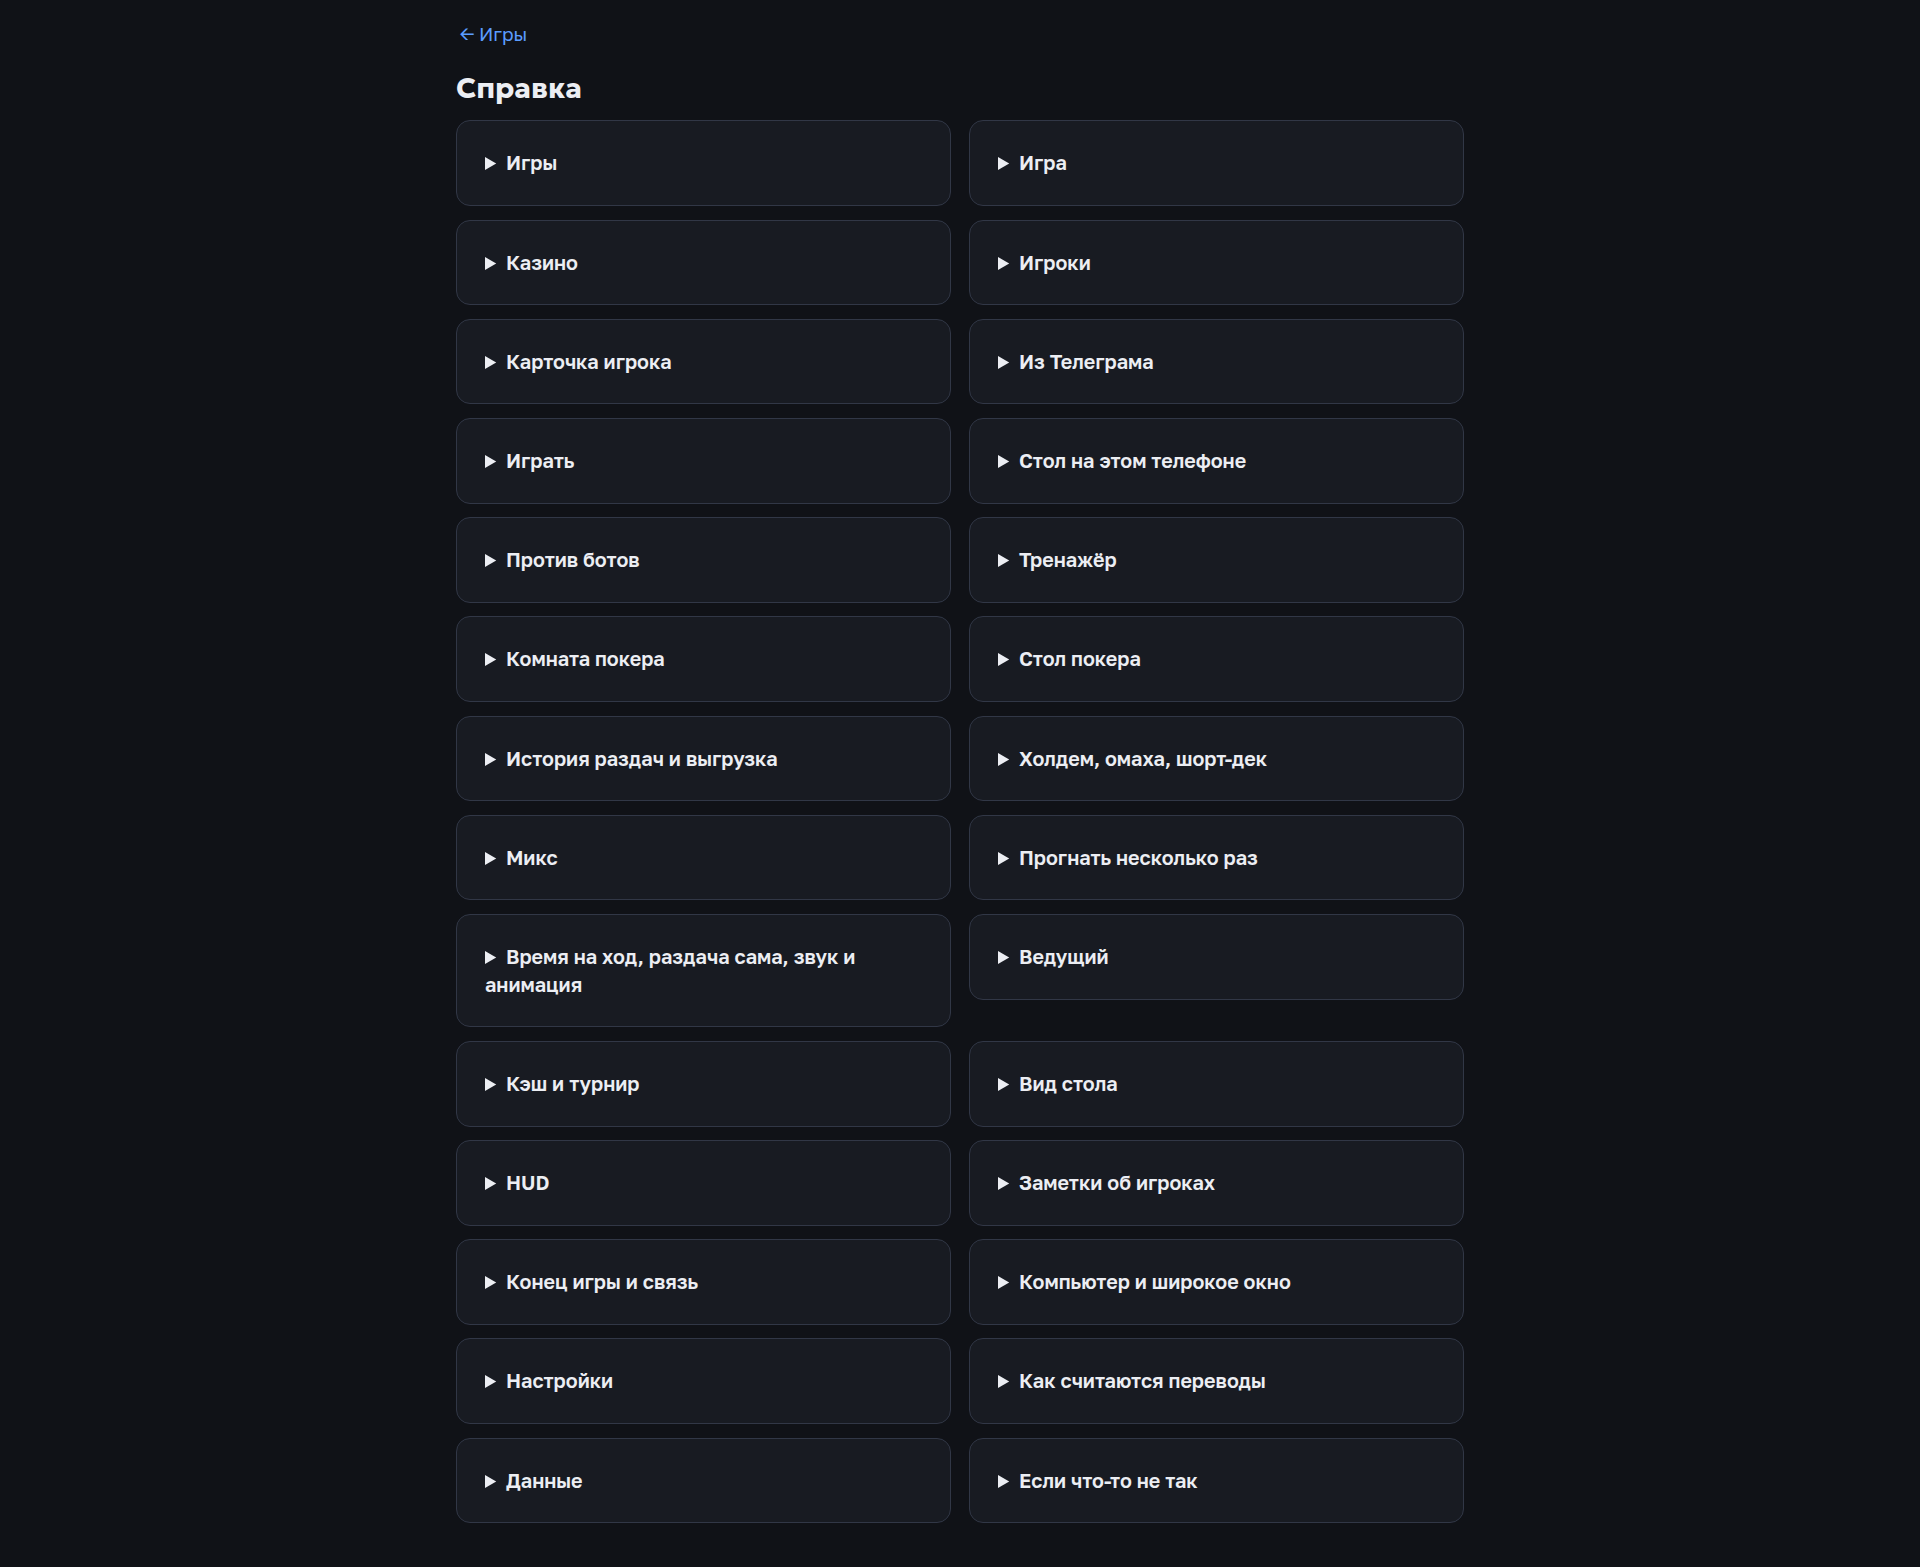 ← Игры
Справка
▶ Игры
▶ Игра
▶ Казино
▶ Игроки
▶ Карточка игрока
▶ Из Телеграма
▶ Играть
▶ Стол на этом телефоне
▶ Против ботов
▶ Тренажёр
▶ Комната покера
▶ Стол покера
▶ История раздач и выгрузка
▶ Холдем, омаха, шорт-дек
▶ Микс
▶ Прогнать несколько раз
▶ Время на ход, раздача сама, звук и
анимация
▶ Ведущий
▶ Кэш и турнир
▶ Вид стола
▶ HUD
▶ Заметки об игроках
▶ Конец игры и связь
▶ Компьютер и широкое окно
▶ Настройки
▶ Как считаются переводы
▶ Данные
▶ Если что-то не так